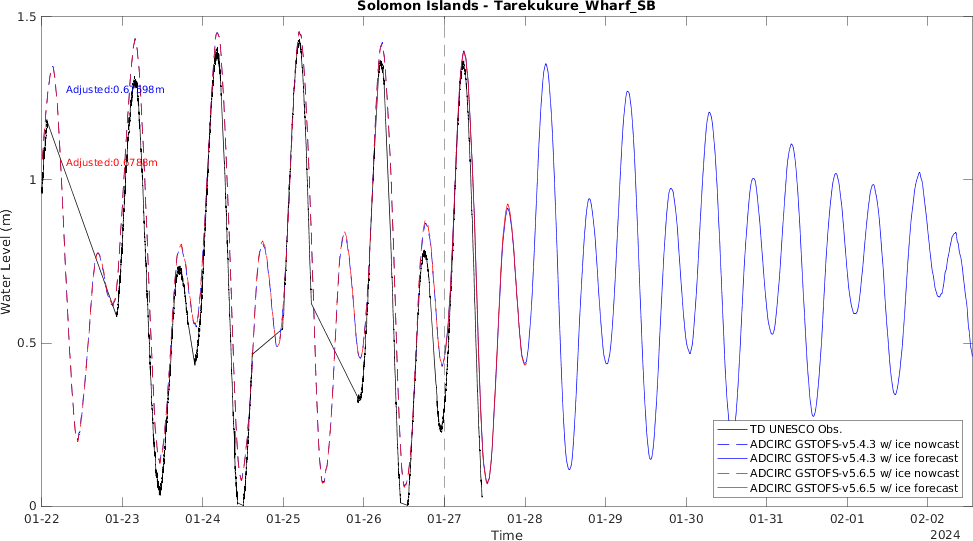 Solomon Islands - Tarekukure_Wharf_SB
1.5
1
0.5
0
Water Level (m)
Adjusted:0.67698m
Adjusted:0.6788m
TD UNESCO Obs.
ADCIRC GSTOFS-v5.4.3 w/ ice nowcast
ADCIRC GSTOFS-v5.4.3 w/ ice forecast
ADCIRC GSTOFS-v5.6.5 w/ ice nowcast
ADCIRC GSTOFS-v5.6.5 w/ ice forecast
01-22 01-23 01-24 01-25 01-26 01-27 01-28 01-29 01-30 01-31 02-01 02-02
Time
2024